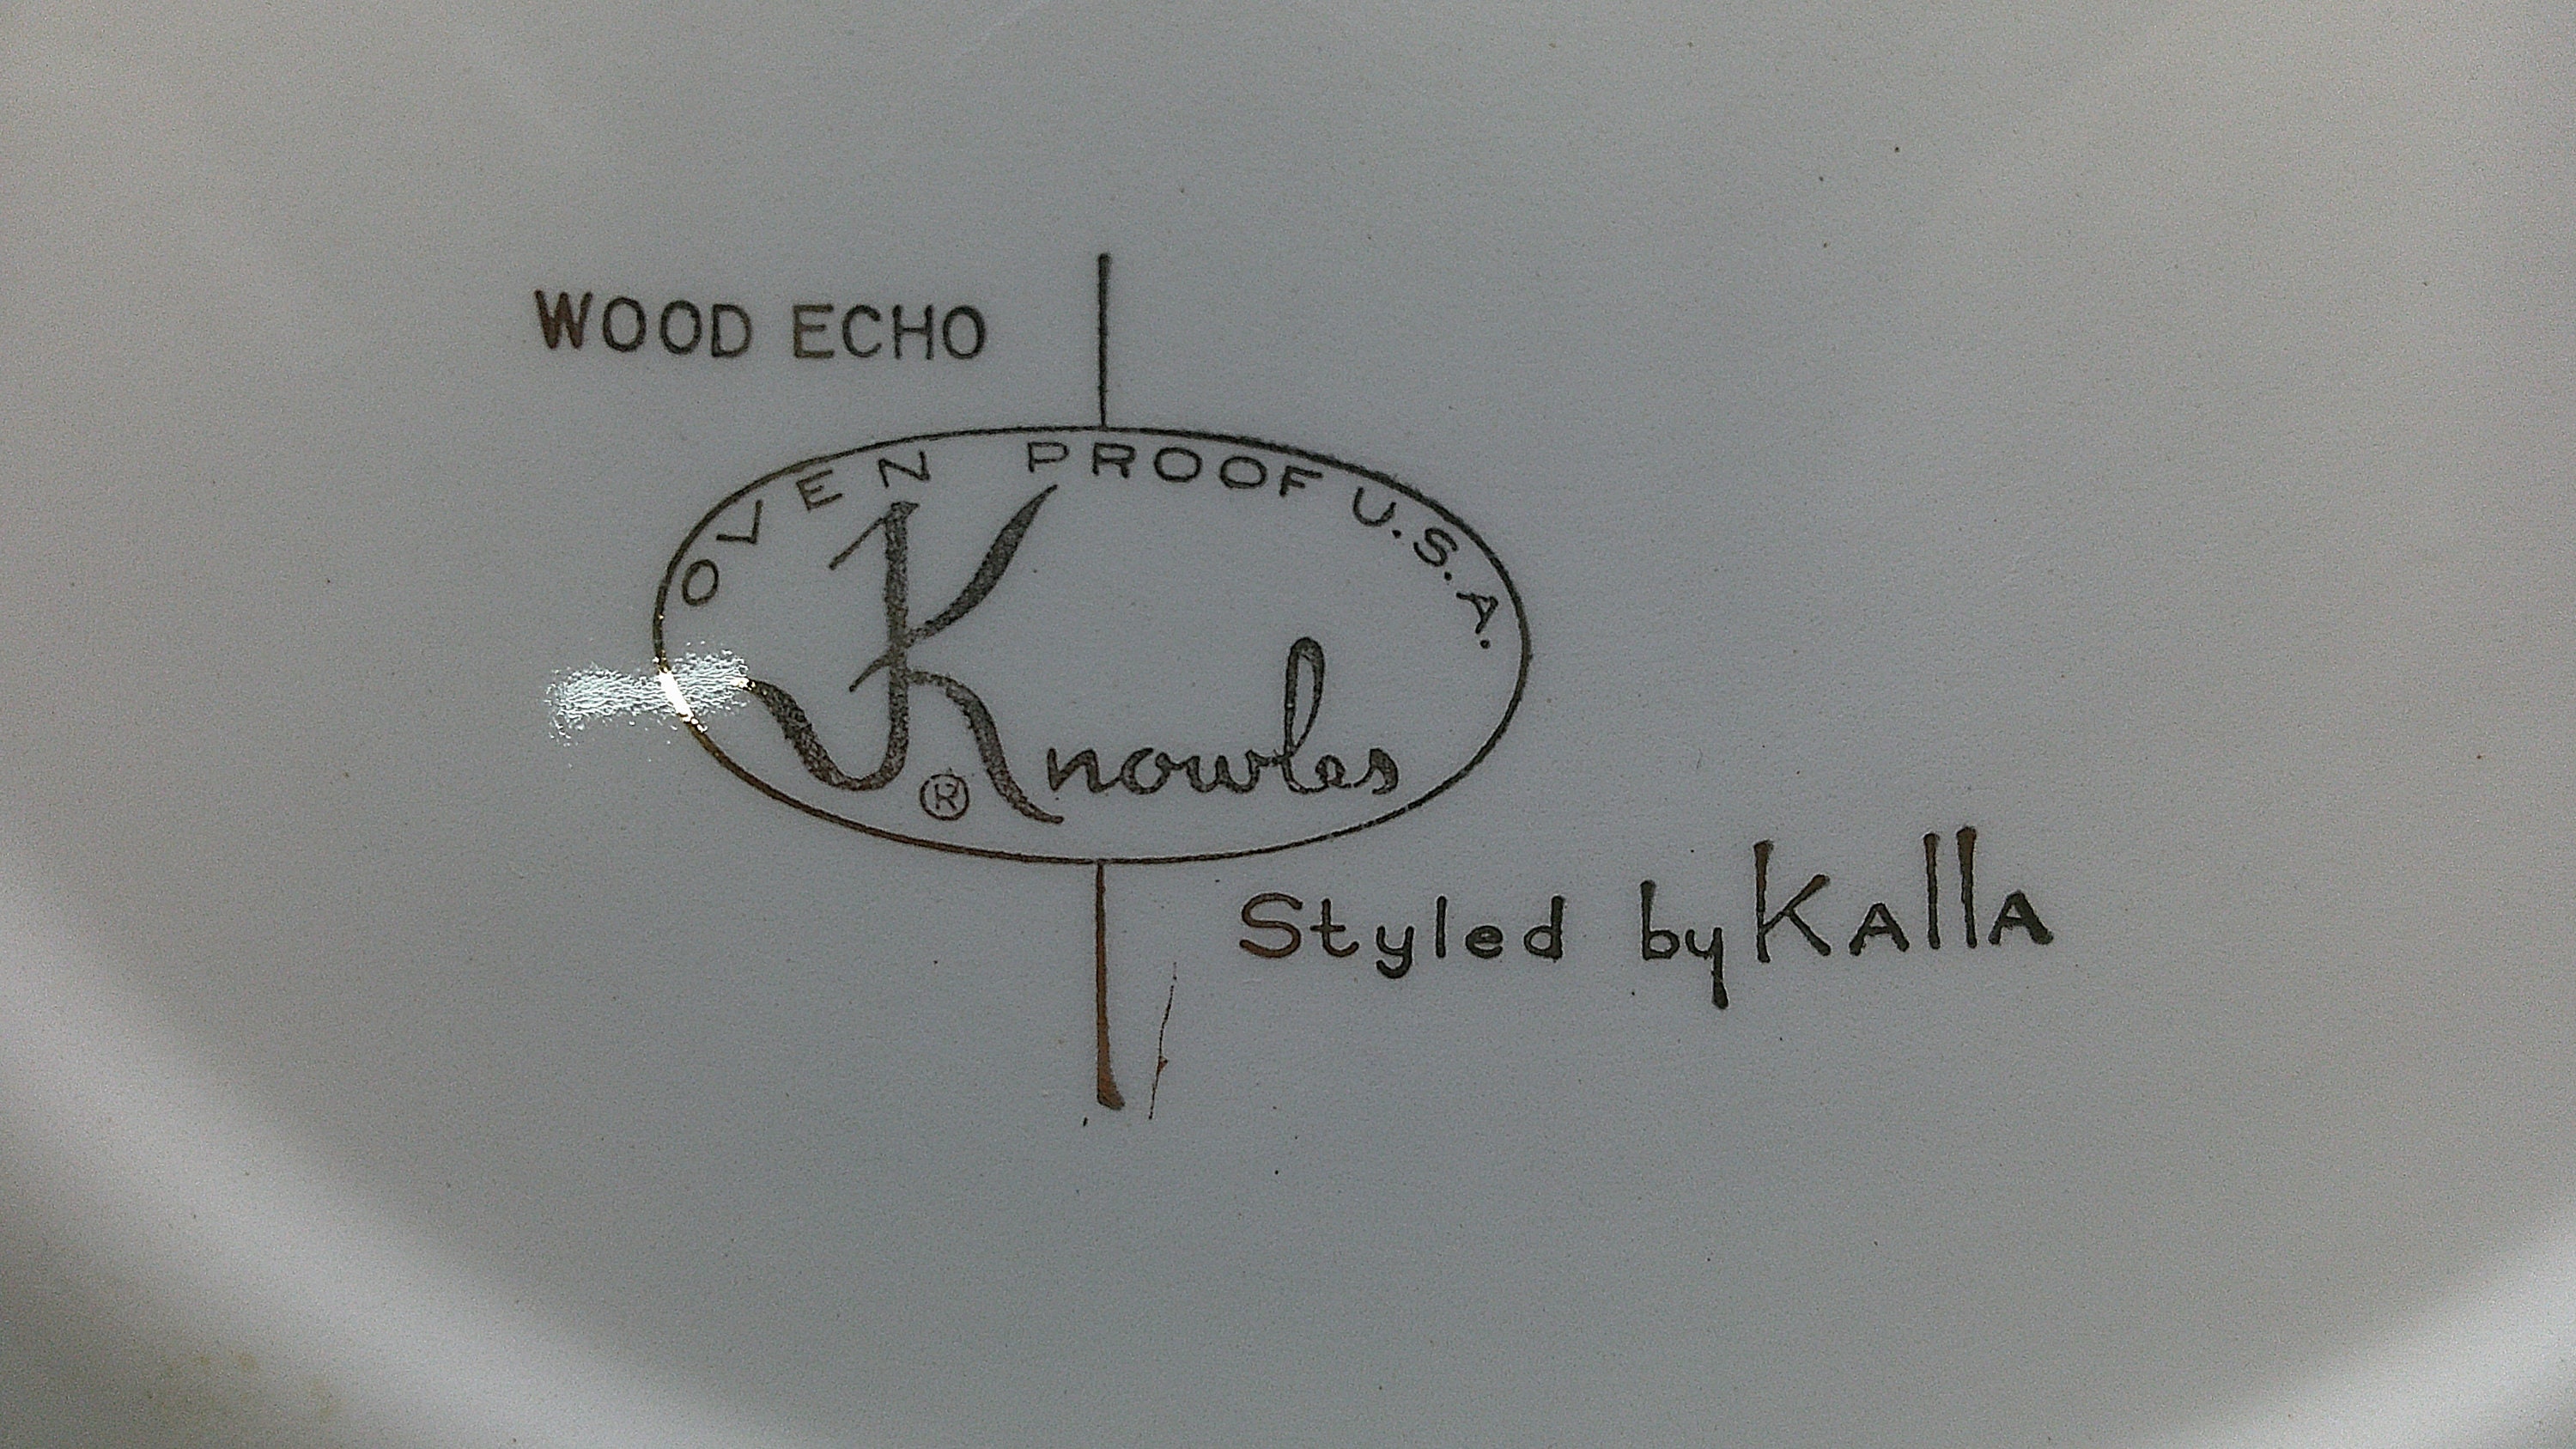 WOOD ECHO
OVEN PROOF U.S.A.
Knowles
®
Styled by KAllA